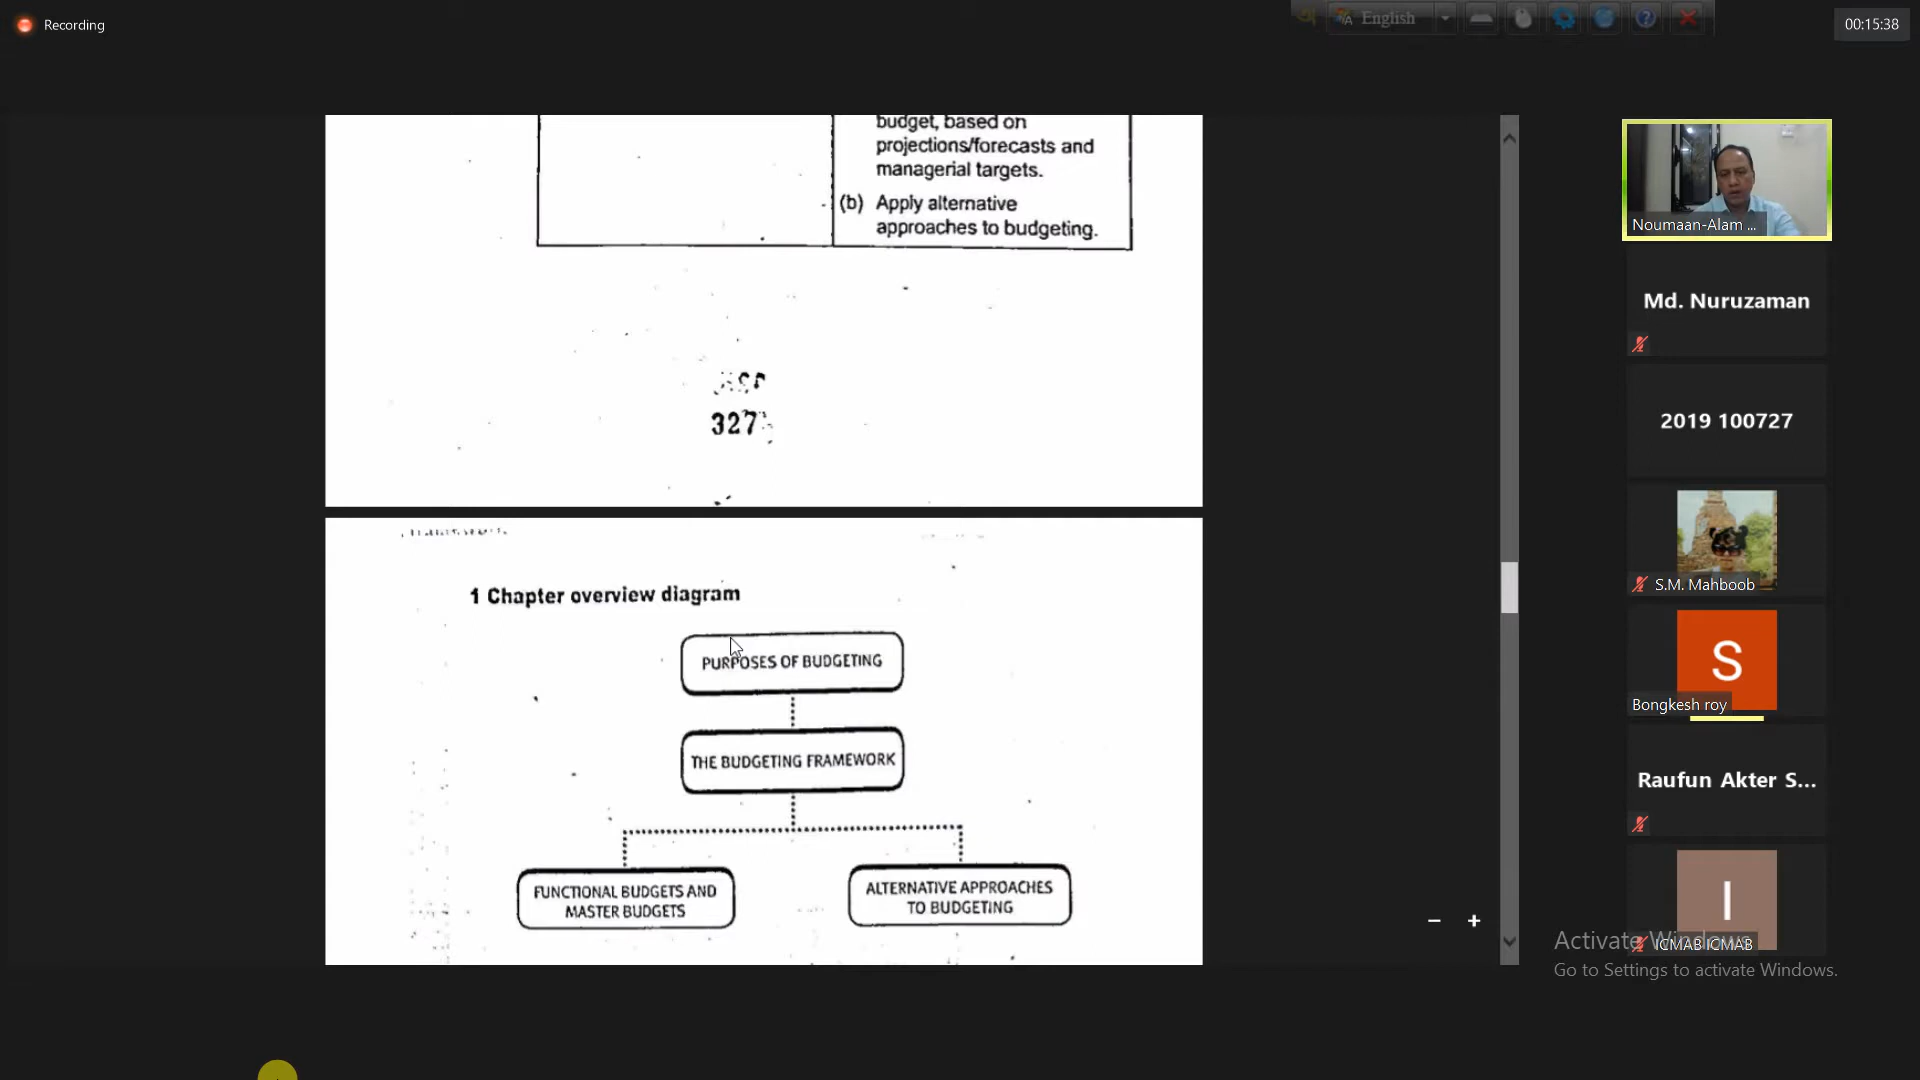 Recording
English
00:15:38
budget, based on
projections/forecasts and
managerial targets.
(b) Apply alternative
approaches to budgeting.
327
1 Chapter overview diagram
PURPOSES OF BUDGETING
THE BUDGETING FRAMEWORK
FUNCTIONAL BUDGETS AND
MASTER BUDGETS
ALTERNATIVE APPROACHES
TO BUDGETING
Noumaan-Alam ...
Md. Nuruzaman
2019 100727
S.M. Mahboob
S
Bongkesh roy
Raufun Akter S...
I
ICMAB ICMAB
Activate Windows
Go to Settings to activate Windows.